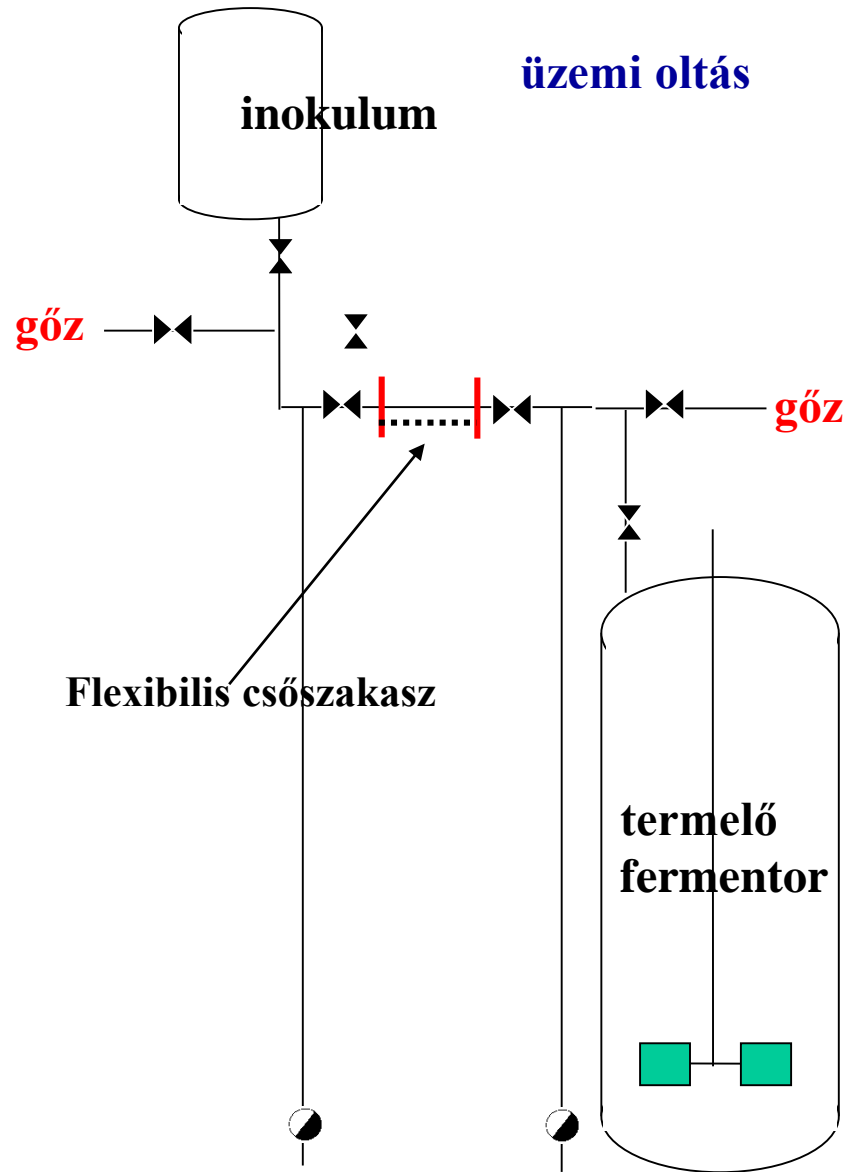 üzemi oltás
inokulum
gőz
gőz
Flexibilis csőszakasz
termelő
fermentor